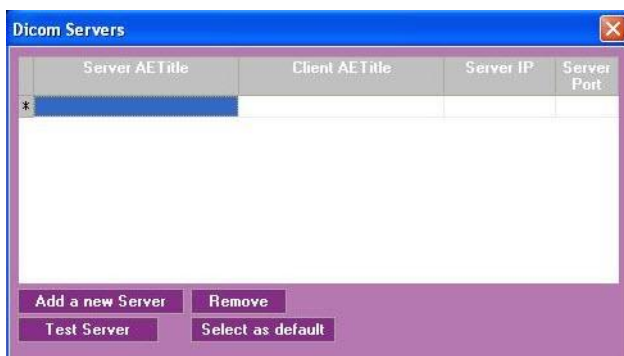 Dicom Servers
Server AETitle Client AETitle Server IP Server Port
*
Add a new Server Remove
Test Server Select as default